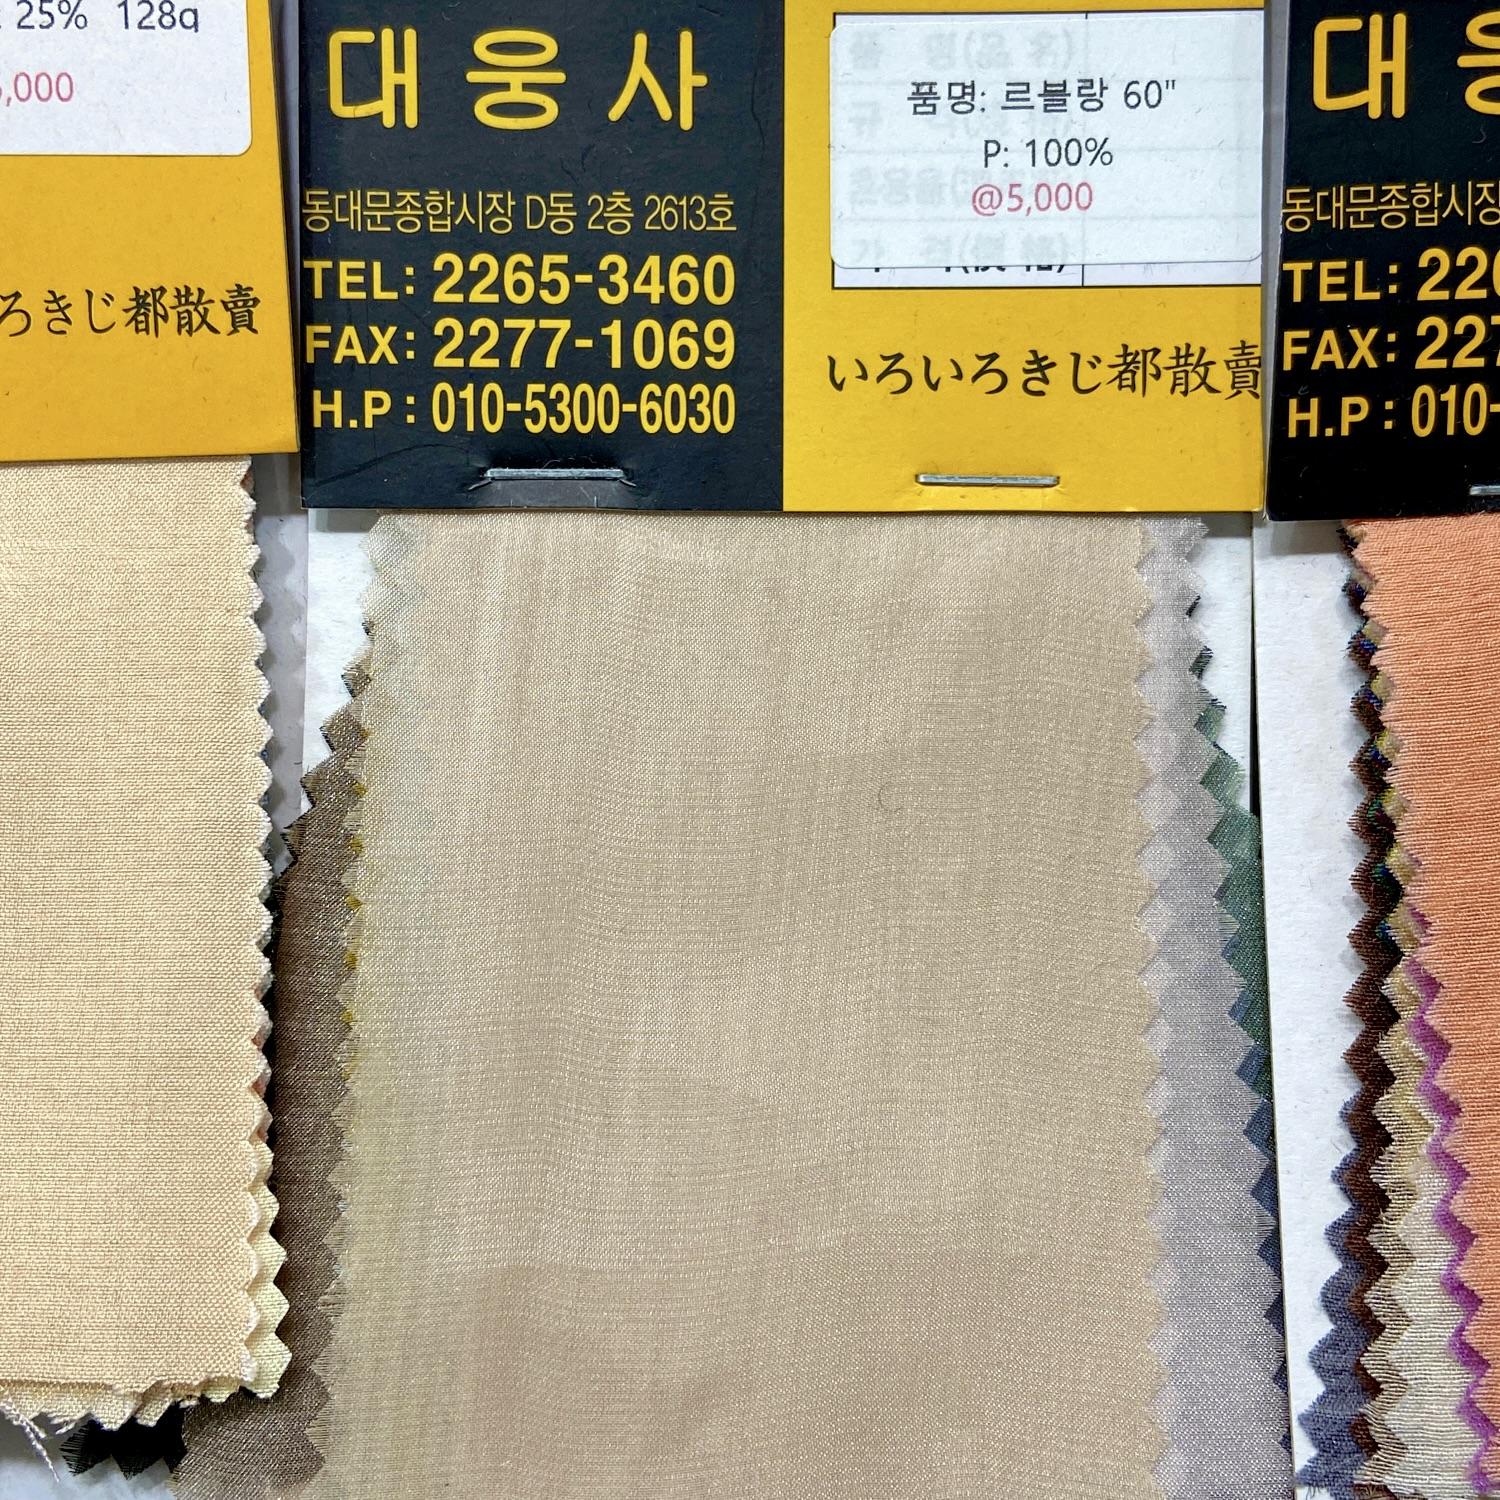 25% 128g
5,000
ろきじ都散賣
대웅사
동대문종합시장 D동 2층 2613호
TEL: 2265-3460
FAX: 2277-1069
H.P: 010-5300-6030
품명: 르블랑 60"
P: 100%
@5,000
いろいろきじ都散賣
대
동대문종합시장
TEL: 226
FAX: 227
H.P: 010-